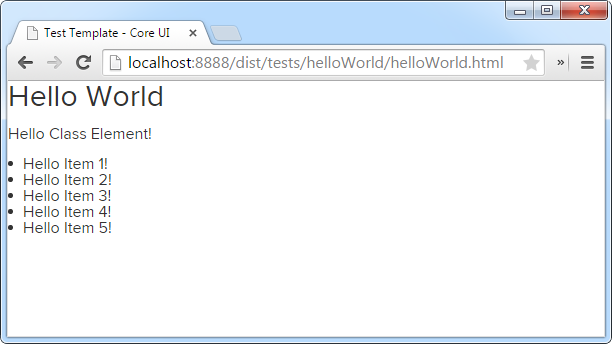 Test Template - Core UI
localhost:8888/dist/tests/helloWorld/helloWorld.html
Hello World
Hello Class Element!
Hello Item 1!
Hello Item 2!
Hello Item 3!
Hello Item 4!
Hello Item 5!